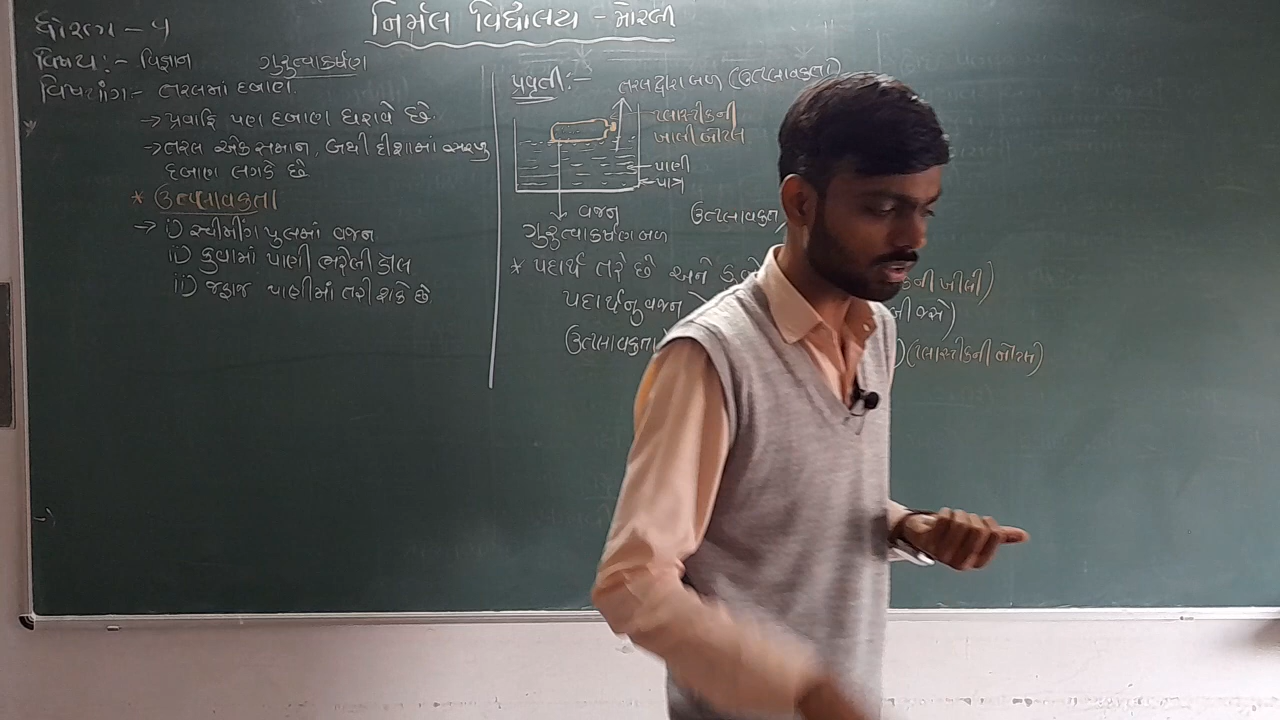 નિર્મલ વિદ્યાલય - મોરબી
ધોરણ - ૫
વિષય :- વિજ્ઞાન ગુરુત્વાકર્ષણ
વિષયાંગ - તરલમાં દબાણ.
→ પ્રવાહિ પણ દબાણ ધરાવે છે.
→ તરલ એક સમાન, બધી દીશામાં સરખુ
દબાણ લગાડે છે
* ઉત્પ્લાવકતા
→ i) સ્વીમીંગ પુલમાં વજન
ii) કુવામાં પાણી ભરેલી ડોલ
iii) જહાજ પાણીમાં તરી શકે છે
પ્રવૃતી :- તરલ દ્વારા બળ (ઉત્પ્લાવકતા)
→ પ્લાસ્ટીકની
ખાલી બોટલ
→ પાણી
→ પાત્ર
વજન
ગુરુત્વાકર્ષણ બળ
ઉત્પ્લાવકતા
* પદાર્થ તરે છે અને ડુબે
પદાર્થનુ વજન
ઉત્પ્લાવકતા
ની ખીલી)
(પ્લાસ્ટીકની બોટલ)